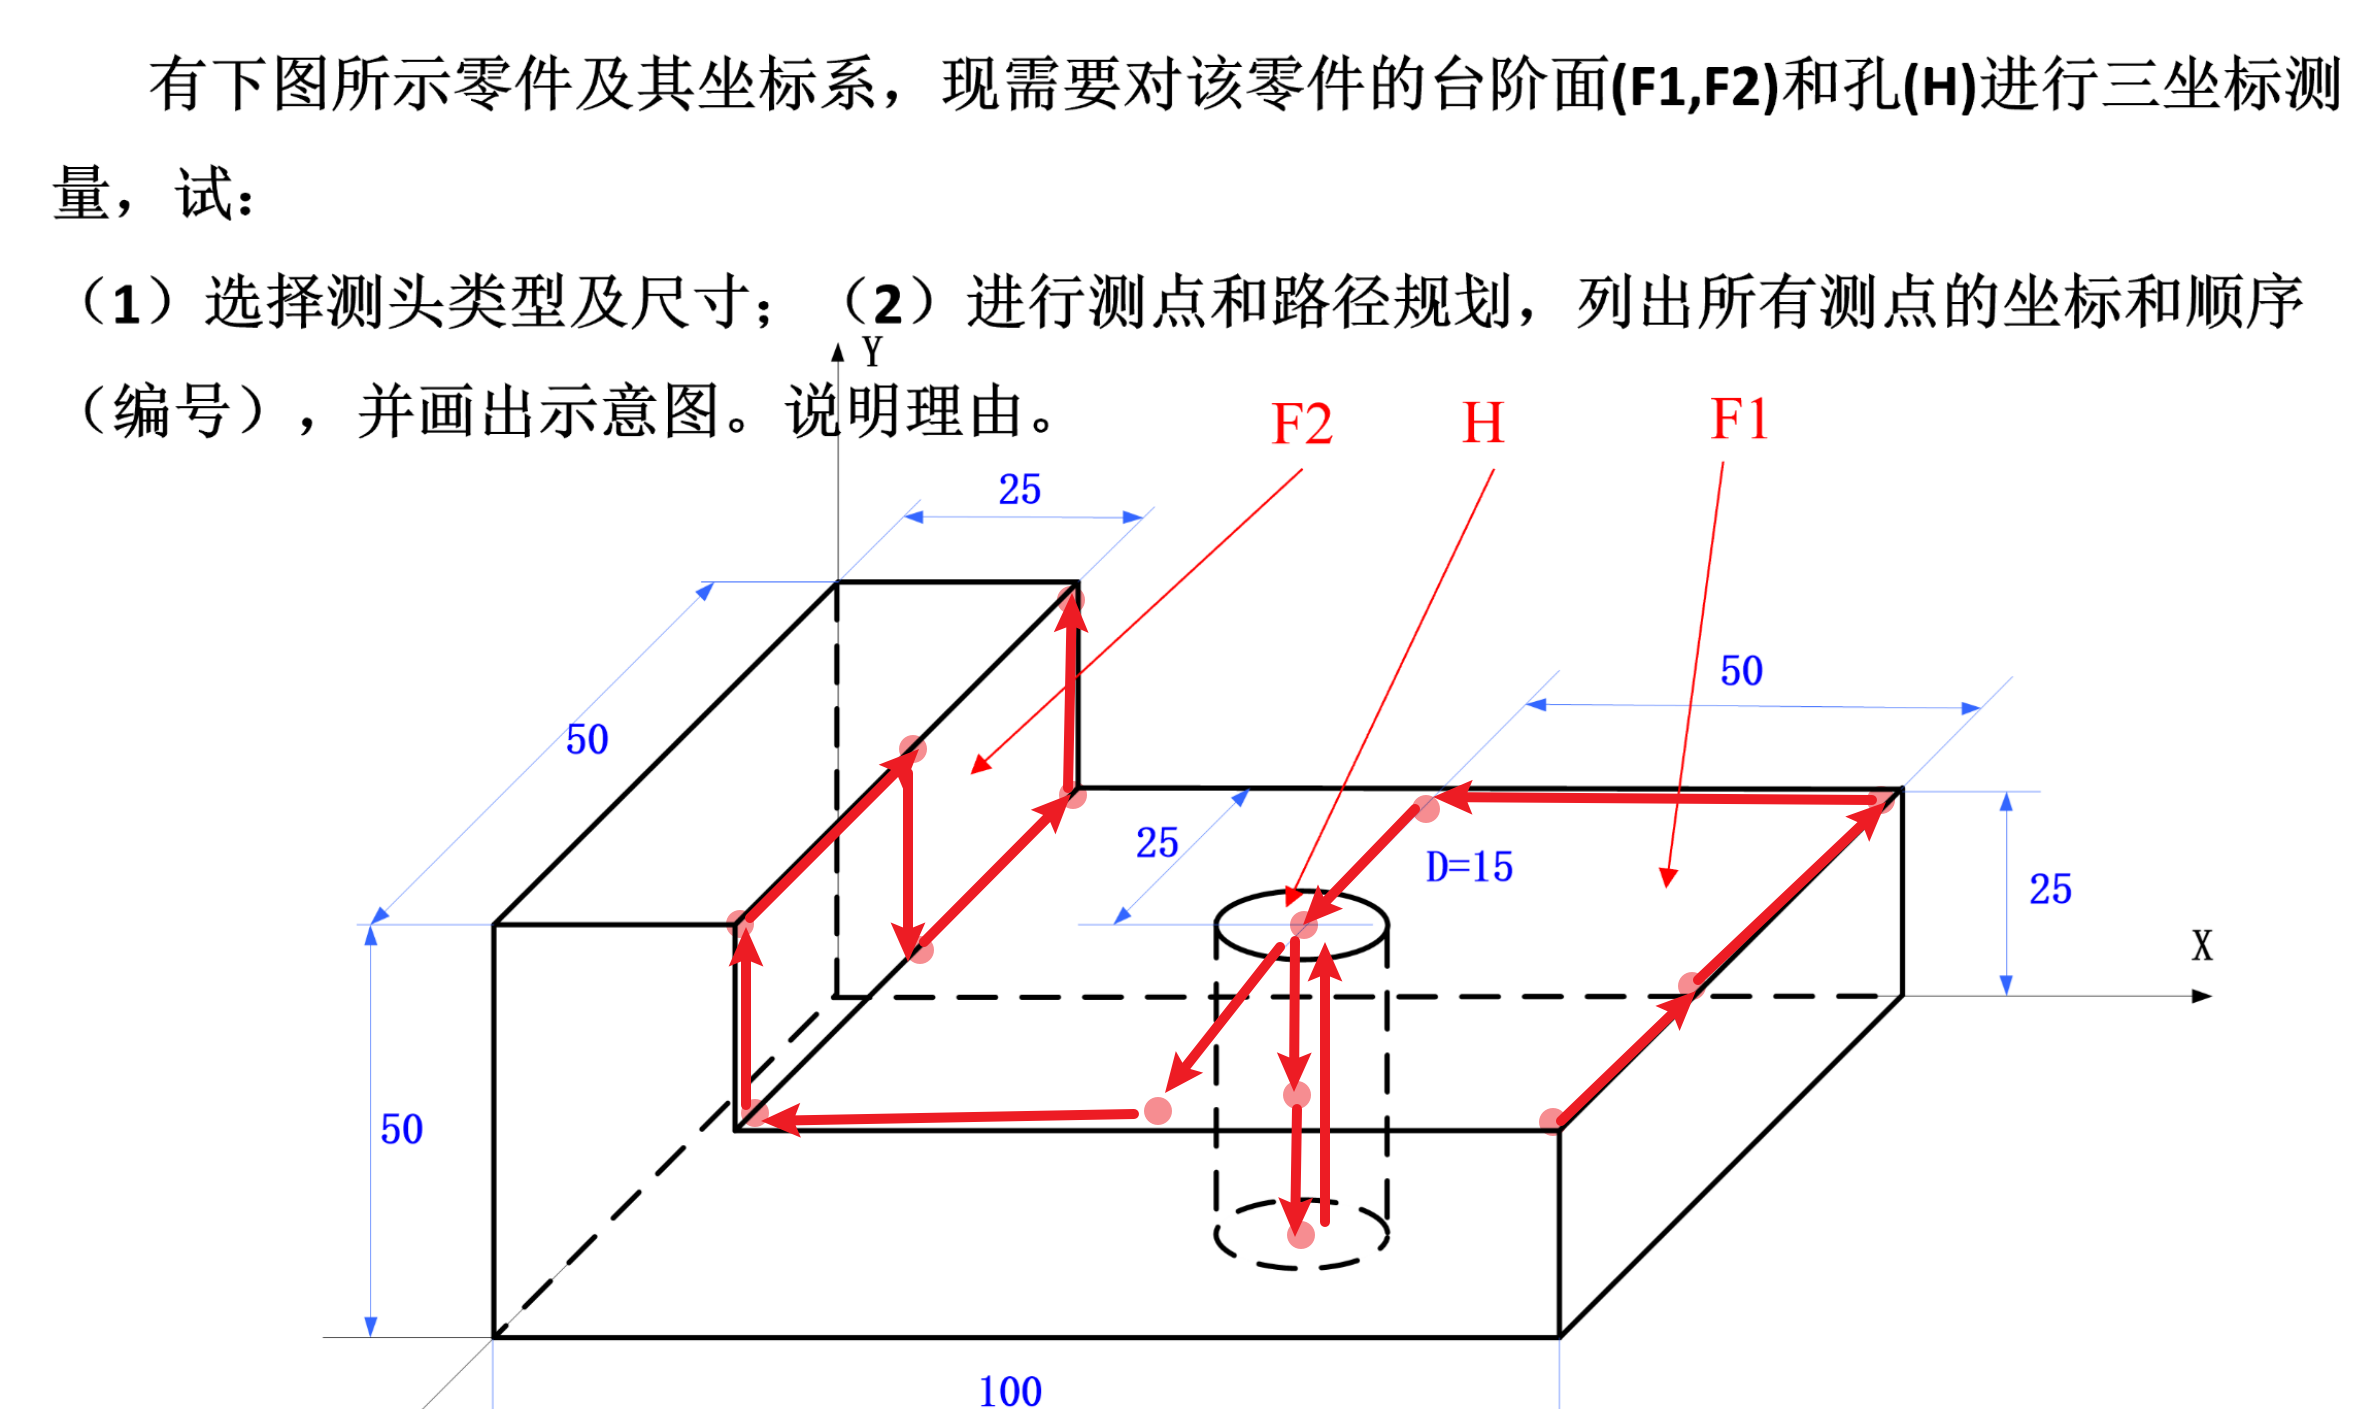 有下图所示零件及其坐标系，现需要对该零件的台阶面(F1,F2)和孔(H)进行三坐标测
量，试：
（1）选择测头类型及尺寸；（2）进行测点和路径规划，列出所有测点的坐标和顺序
（编号），并画出示意图。说明理由。
Y
F2
H
F1
25
50
50
25
D=15
25
X
50
100